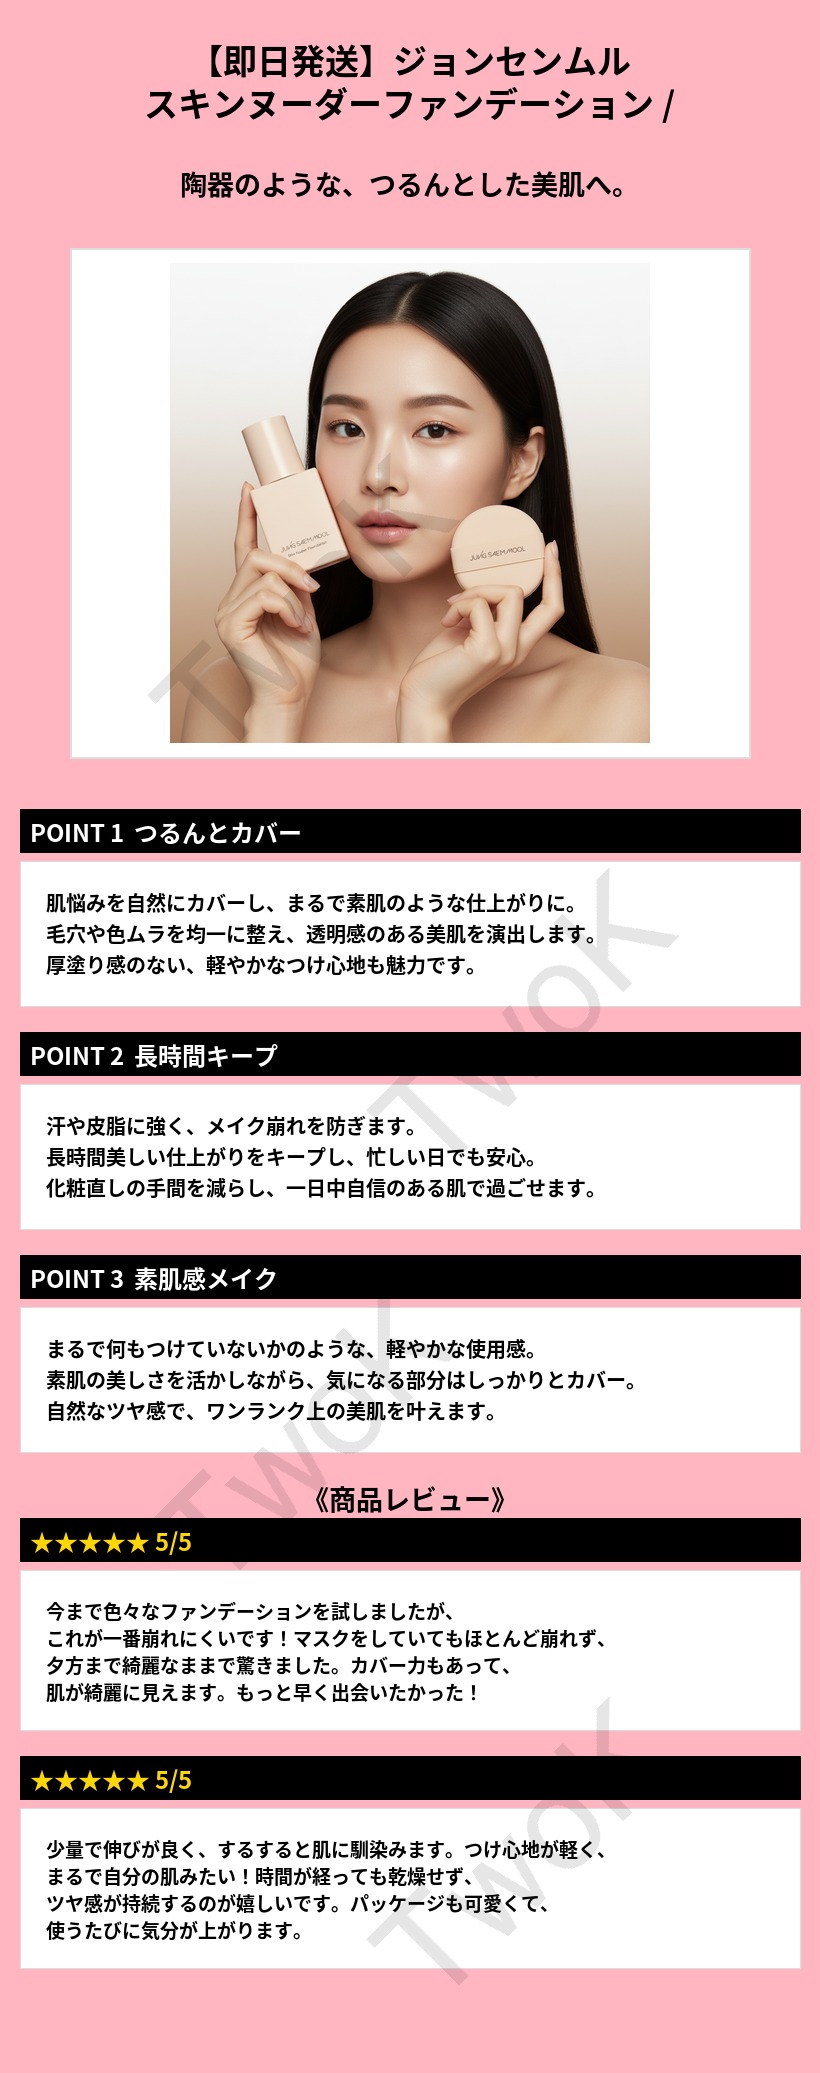 【即日発送】ジョンセンムル
スキンヌーダーファンデーション /
陶器のような、つるんとした美肌へ。
JUNG SAEM MOOL
Skin Nuder Foundation
JUNG SAEM MOOL
TwoK
POINT 1 つるんとカバー
肌悩みを自然にカバーし、まるで素肌のような仕上がりに。
毛穴や色ムラを均一に整え、透明感のある美肌を演出します。
厚塗り感のない、軽やかなつけ心地も魅力です。
TwoK
POINT 2 長時間キープ
汗や皮脂に強く、メイク崩れを防ぎます。
長時間美しい仕上がりをキープし、忙しい日でも安心。
化粧直しの手間を減らし、一日中自信のある肌で過ごせます。
POINT 3 素肌感メイク
まるで何もつけていないかのような、軽やかな使用感。
素肌の美しさを活かしながら、気になる部分はしっかりとカバー。
自然なツヤ感で、ワンランク上の美肌を叶えます。
TwoK
《商品レビュー》
★★★★★ 5/5
今まで色々なファンデーションを試しましたが、
これが一番崩れにくいです！マスクをしていてもほとんど崩れず、
夕方まで綺麗なままで驚きました。カバー力もあって、
肌が綺麗に見えます。もっと早く出会いたかった！
★★★★★ 5/5
少量で伸びが良く、するすると肌に馴染みます。つけ心地が軽く、
まるで自分の肌みたい！時間が経っても乾燥せず、
ツヤ感が持続するのが嬉しいです。パッケージも可愛くて、
使うたびに気分が上がります。
TwoK